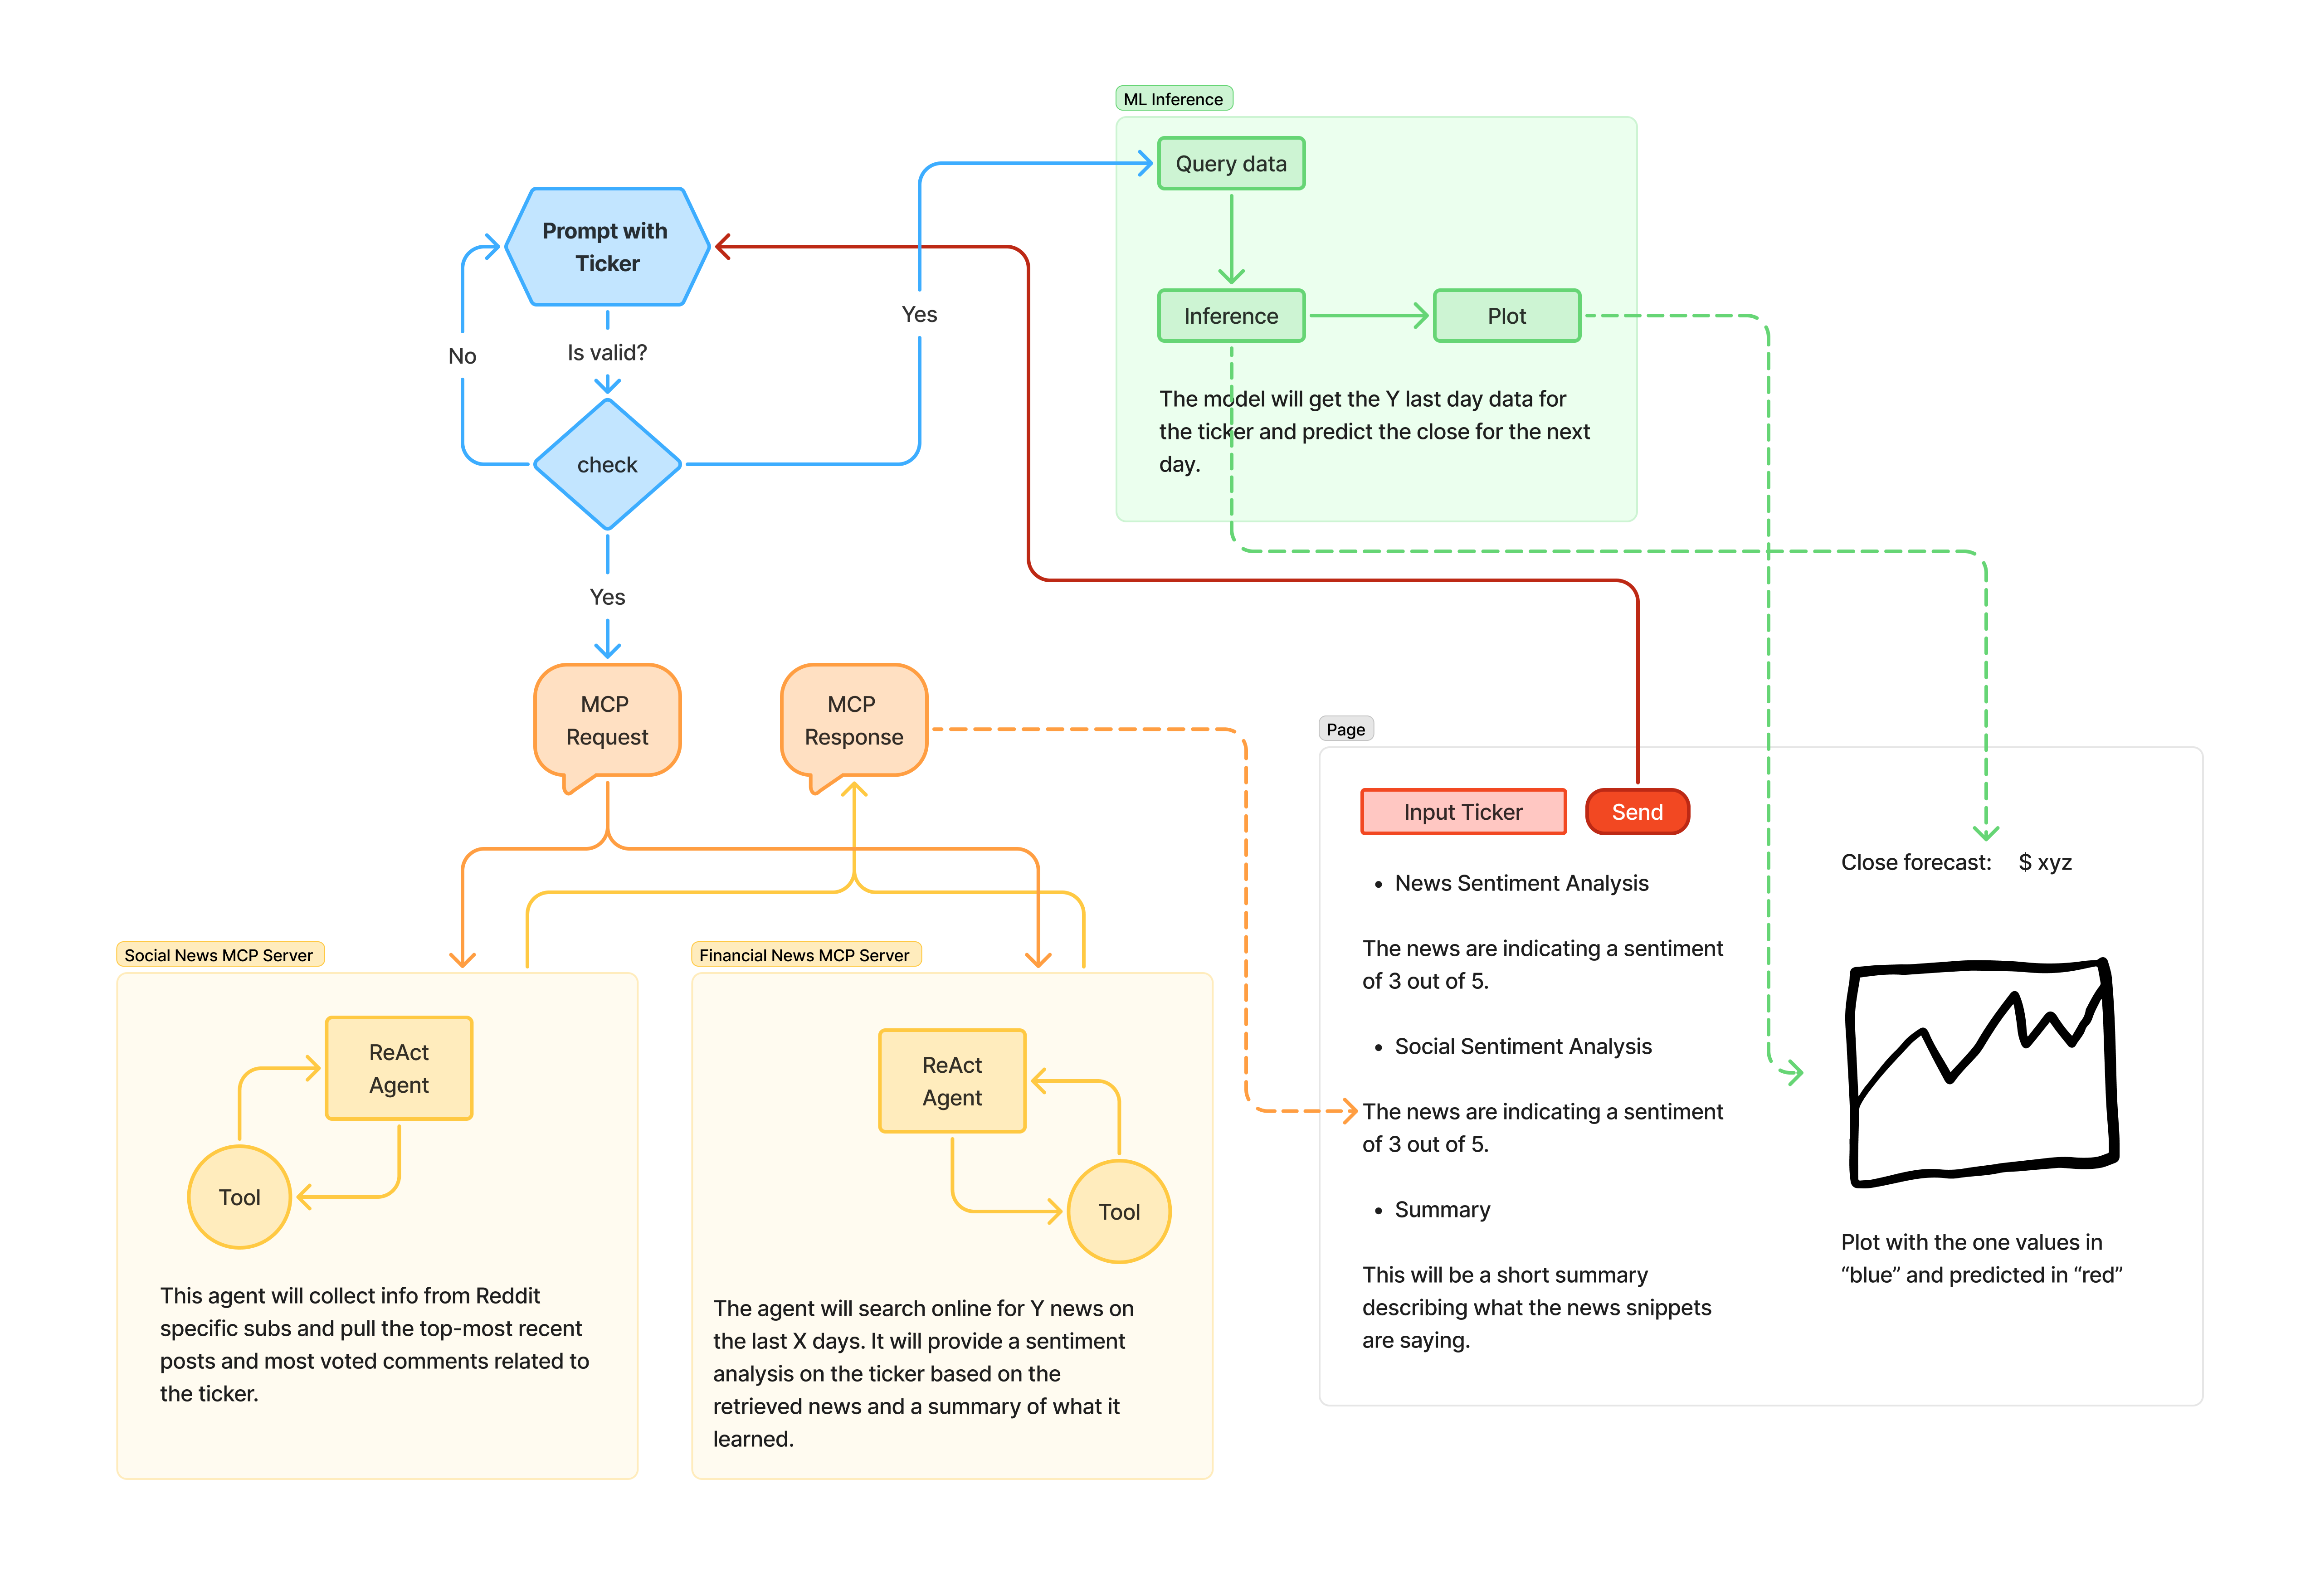 ML Inference
Query data
Prompt with
Ticker
Yes
Inference
Plot
No
Is valid?
The model will get the Y last day data for
the ticker and predict the close for the next
day.
check
Yes
MCP
Request
MCP
Response
Page
Input Ticker
Send
Close forecast: $ xyz
• News Sentiment Analysis
The news are indicating a sentiment
of 3 out of 5.
• Social Sentiment Analysis
The news are indicating a sentiment
of 3 out of 5.
• Summary
This will be a short summary
describing what the news snippets
are saying.
Plot with the one values in
“blue” and predicted in “red”
Social News MCP Server
ReAct
Agent
Tool
This agent will collect info from Reddit
specific subs and pull the top-most recent
posts and most voted comments related to
the ticker.
Financial News MCP Server
ReAct
Agent
Tool
The agent will search online for Y news on
the last X days. It will provide a sentiment
analysis on the ticker based on the
retrieved news and a summary of what it
learned.